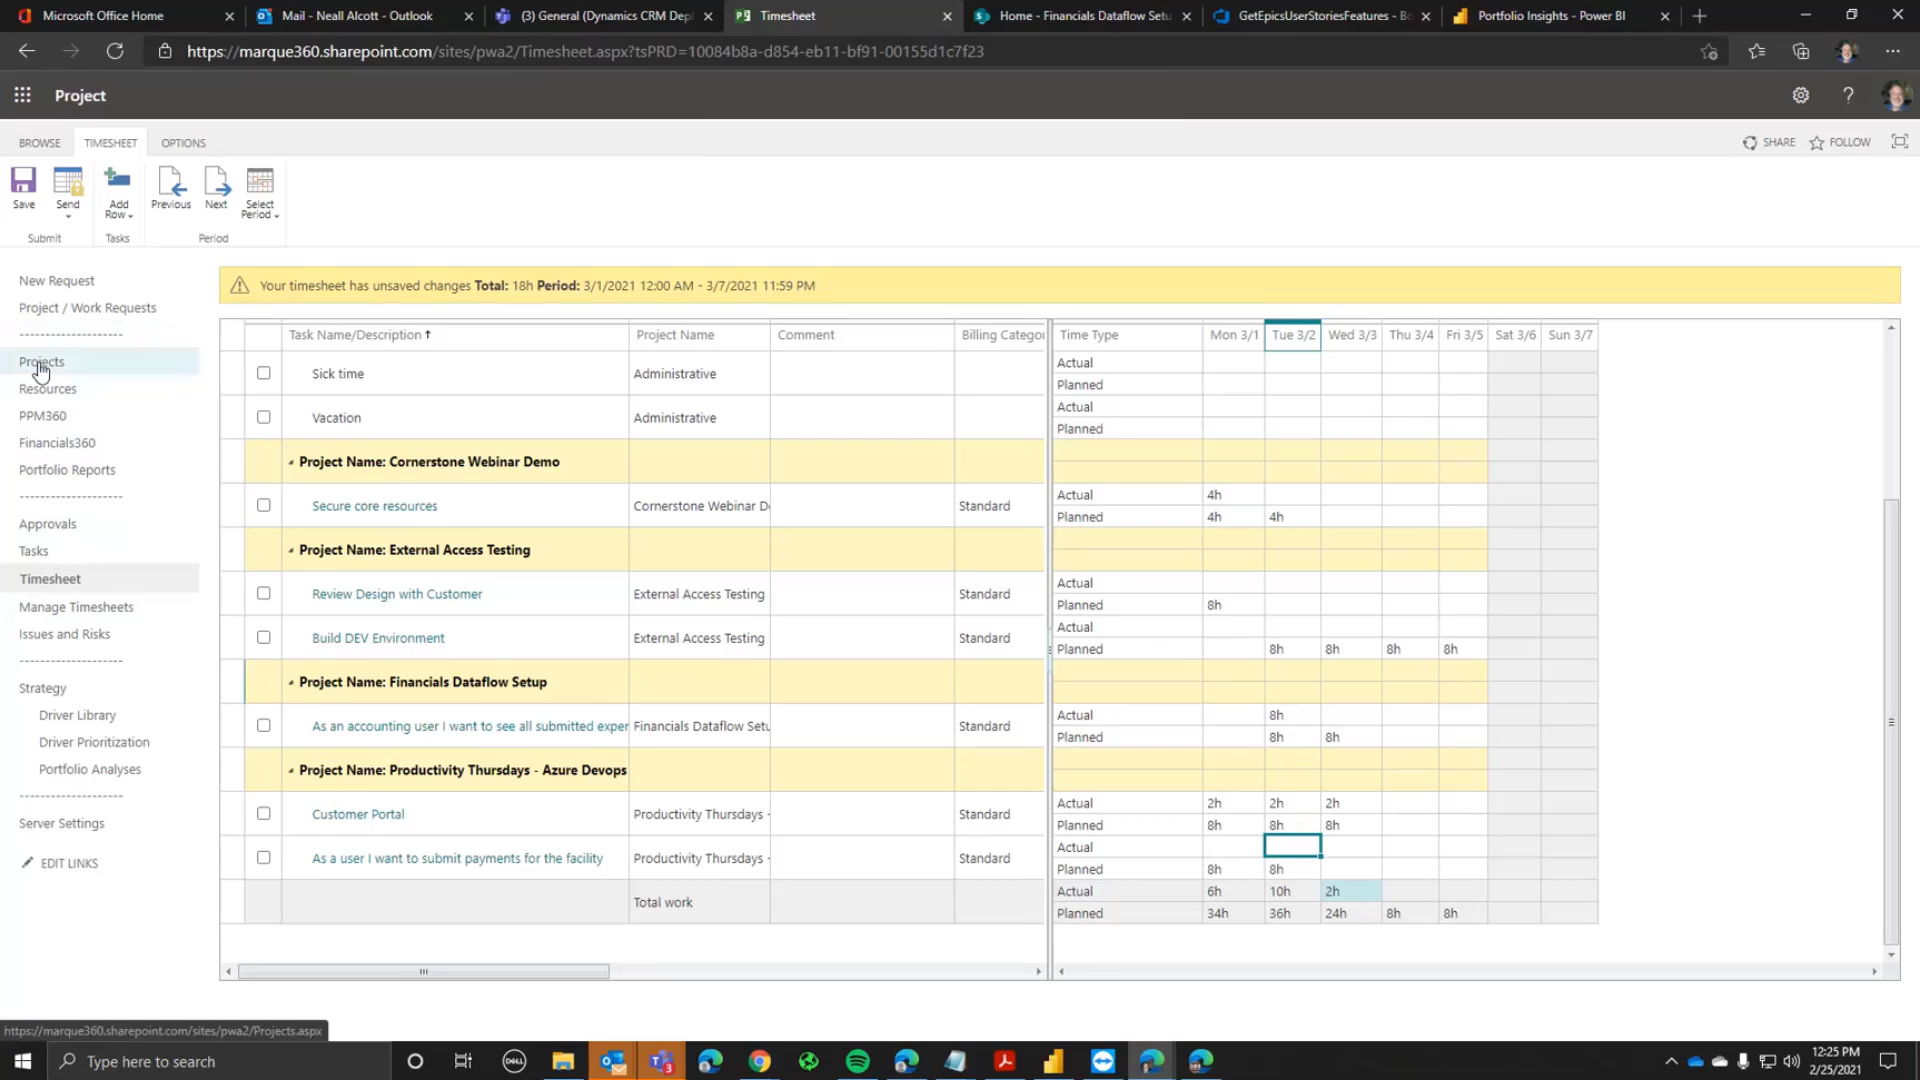 Microsoft Office Home
Mail - Neall Alcott - Outlook
(3) General (Dynamics CRM Dep
Timesheet
Home - Financials Dataflow Setu
GetEpicsUserStoriesFeatures - Bo
Portfolio Insights - Power BI
https://marque360.sharepoint.com/sites/pwa2/Timesheet.aspx?tsPRD=10084b8a-d854-eb11-bf91-00155d1c7f23
Project
BROWSE
TIMESHEET
OPTIONS
SHARE
FOLLOW
Save
Send
Add Row
Previous
Next
Select Period
Submit
Tasks
Period
New Request
Project / Work Requests
--------------------
Projects
Resources
PPM360
Financials360
Portfolio Reports
--------------------
Approvals
Tasks
Timesheet
Manage Timesheets
Issues and Risks
--------------------
Strategy
Driver Library
Driver Prioritization
Portfolio Analyses
--------------------
Server Settings
EDIT LINKS
Your timesheet has unsaved changes Total: 18h Period: 3/1/2021 12:00 AM - 3/7/2021 11:59 PM
Task Name/Description Project Name Comment Billing Catego Time Type Mon 3/1 Tue 3/2 Wed 3/3 Thu 3/4 Fri 3/5 Sat 3/6 Sun 3/7
Sick time Administrative Actual
Planned
Vacation Administrative Actual
Planned
Project Name: Cornerstone Webinar Demo
Secure core resources Cornerstone Webinar D Standard Actual 4h
Planned 4h 4h
Project Name: External Access Testing
Review Design with Customer External Access Testing Standard Actual
Planned 8h
Build DEV Environment External Access Testing Standard Actual
Planned 8h 8h 8h 8h
Project Name: Financials Dataflow Setup
As an accounting user I want to see all submitted exper Financials Dataflow Setu Standard Actual 8h
Planned 8h 8h
Project Name: Productivity Thursdays - Azure Devops
Customer Portal Productivity Thursdays - Standard Actual 2h 2h 2h
Planned 8h 8h 8h
As a user I want to submit payments for the facility Productivity Thursdays - Standard Actual
Planned 8h 8h
Total work Actual 6h 10h 2h
Planned 34h 36h 24h 8h 8h
https://marque360.sharepoint.com/sites/pwa2/Projects.aspx
Type here to search
DELL
3
12:25 PM
2/25/2021